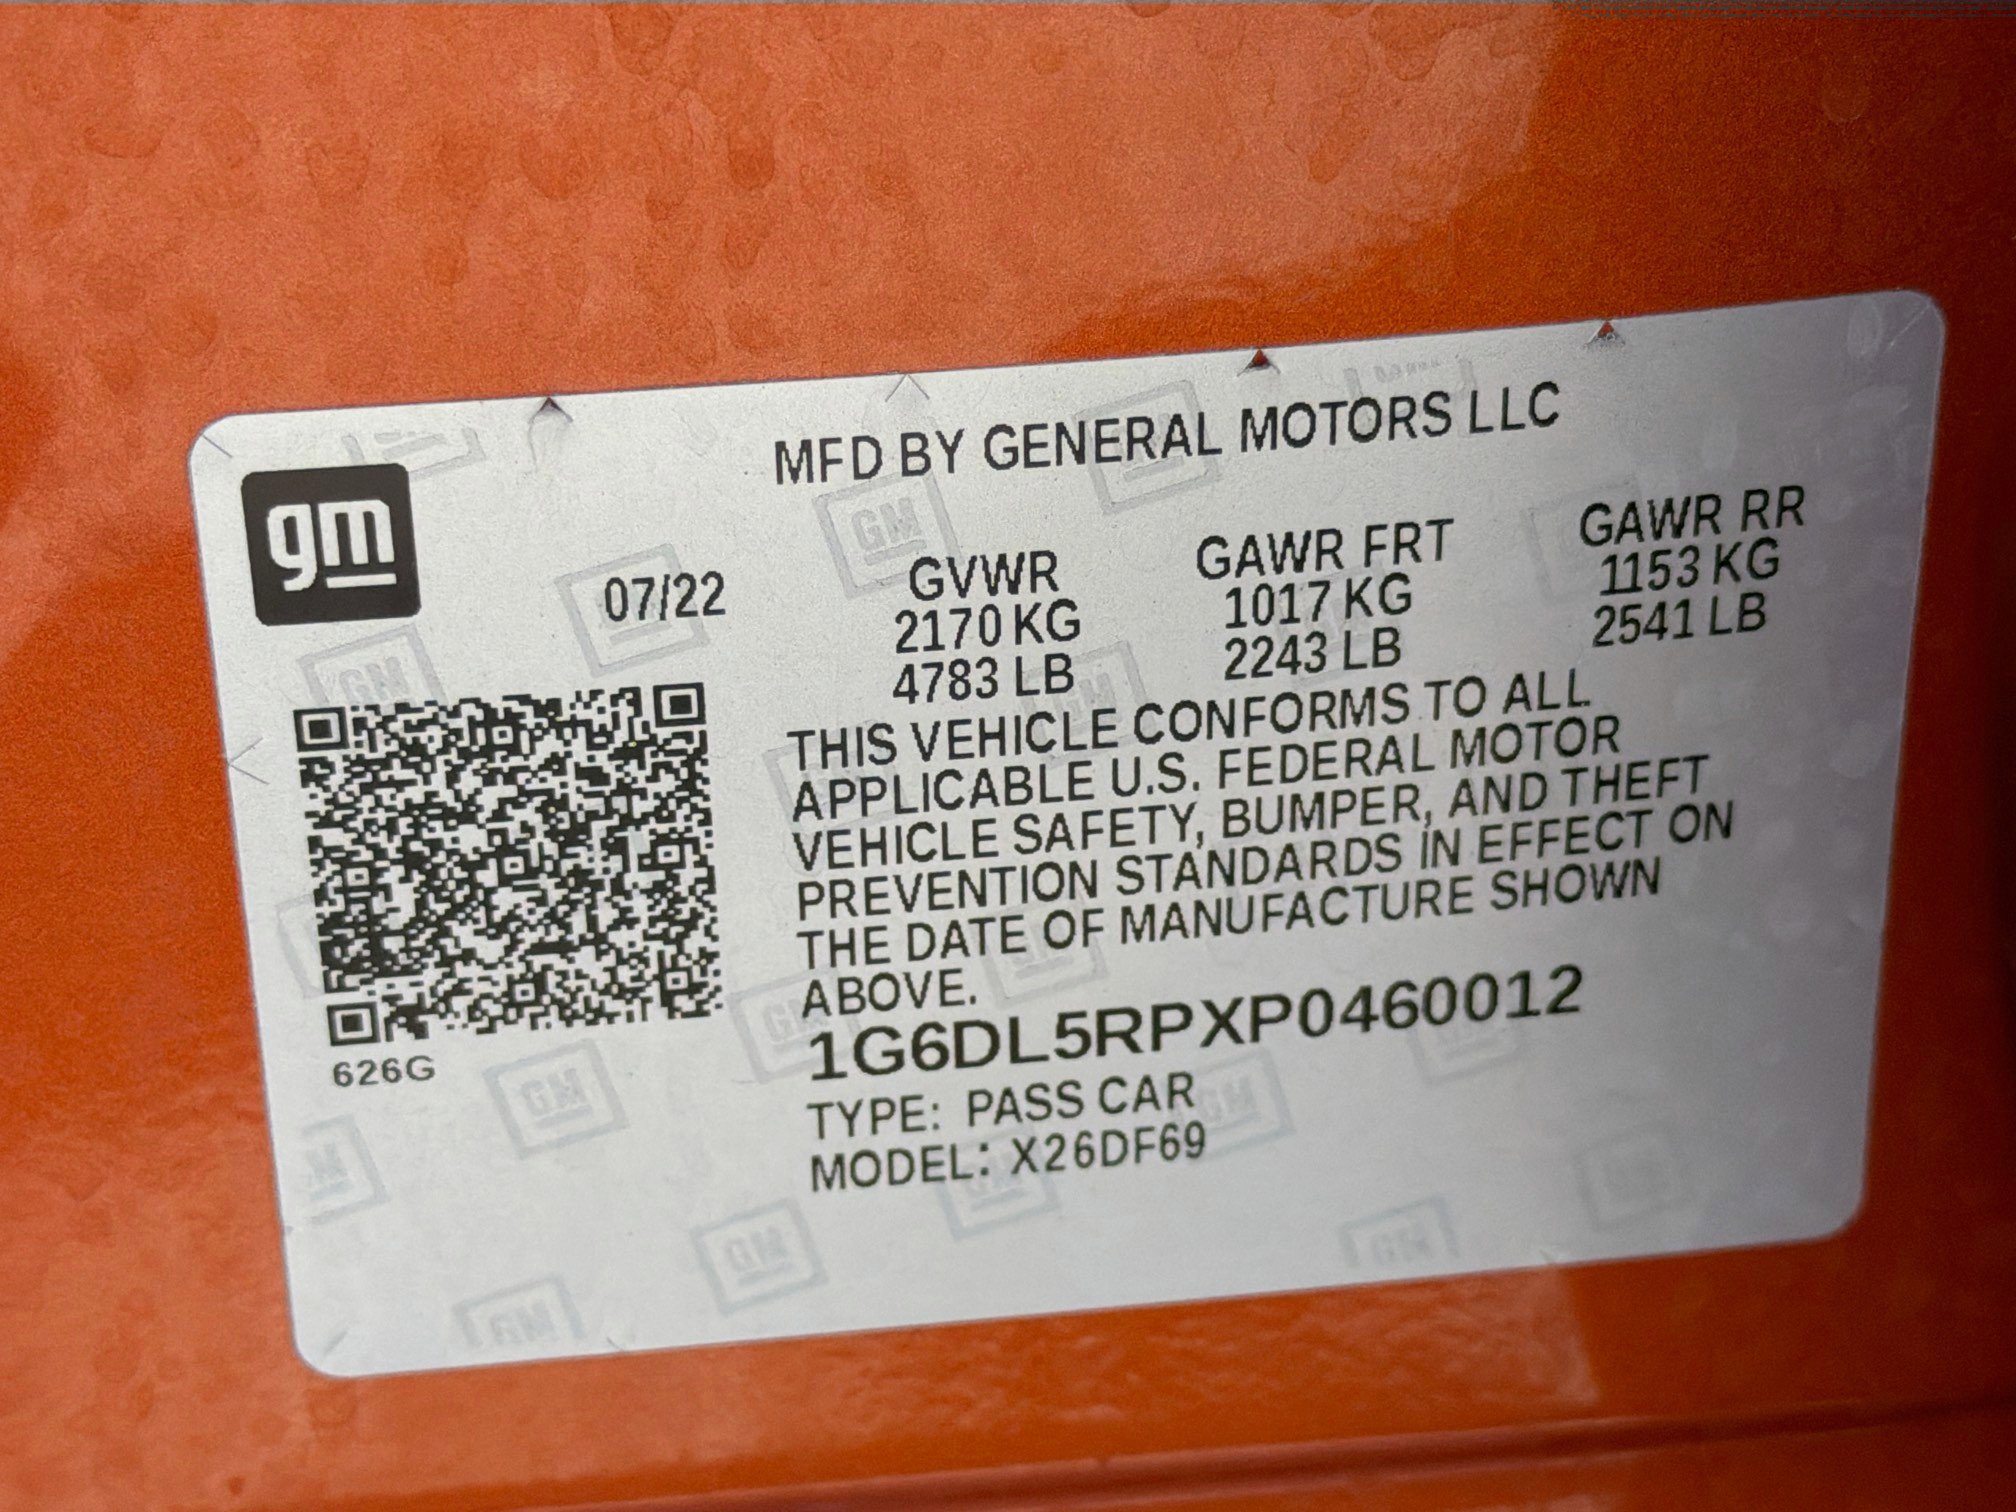 MFD BY GENERAL MOTORS LLC
gm
07/22
GVWR GAWR FRT GAWR RR
2170 KG 1017 KG 1153 KG
4783 LB 2243 LB 2541 LB
THIS VEHICLE CONFORMS TO ALL
APPLICABLE U.S. FEDERAL MOTOR
VEHICLE SAFETY, BUMPER, AND THEFT
PREVENTION STANDARDS IN EFFECT ON
THE DATE OF MANUFACTURE SHOWN
ABOVE.
1G6DL5RPXP0460012
626G
TYPE: PASS CAR
MODEL: X26DF69